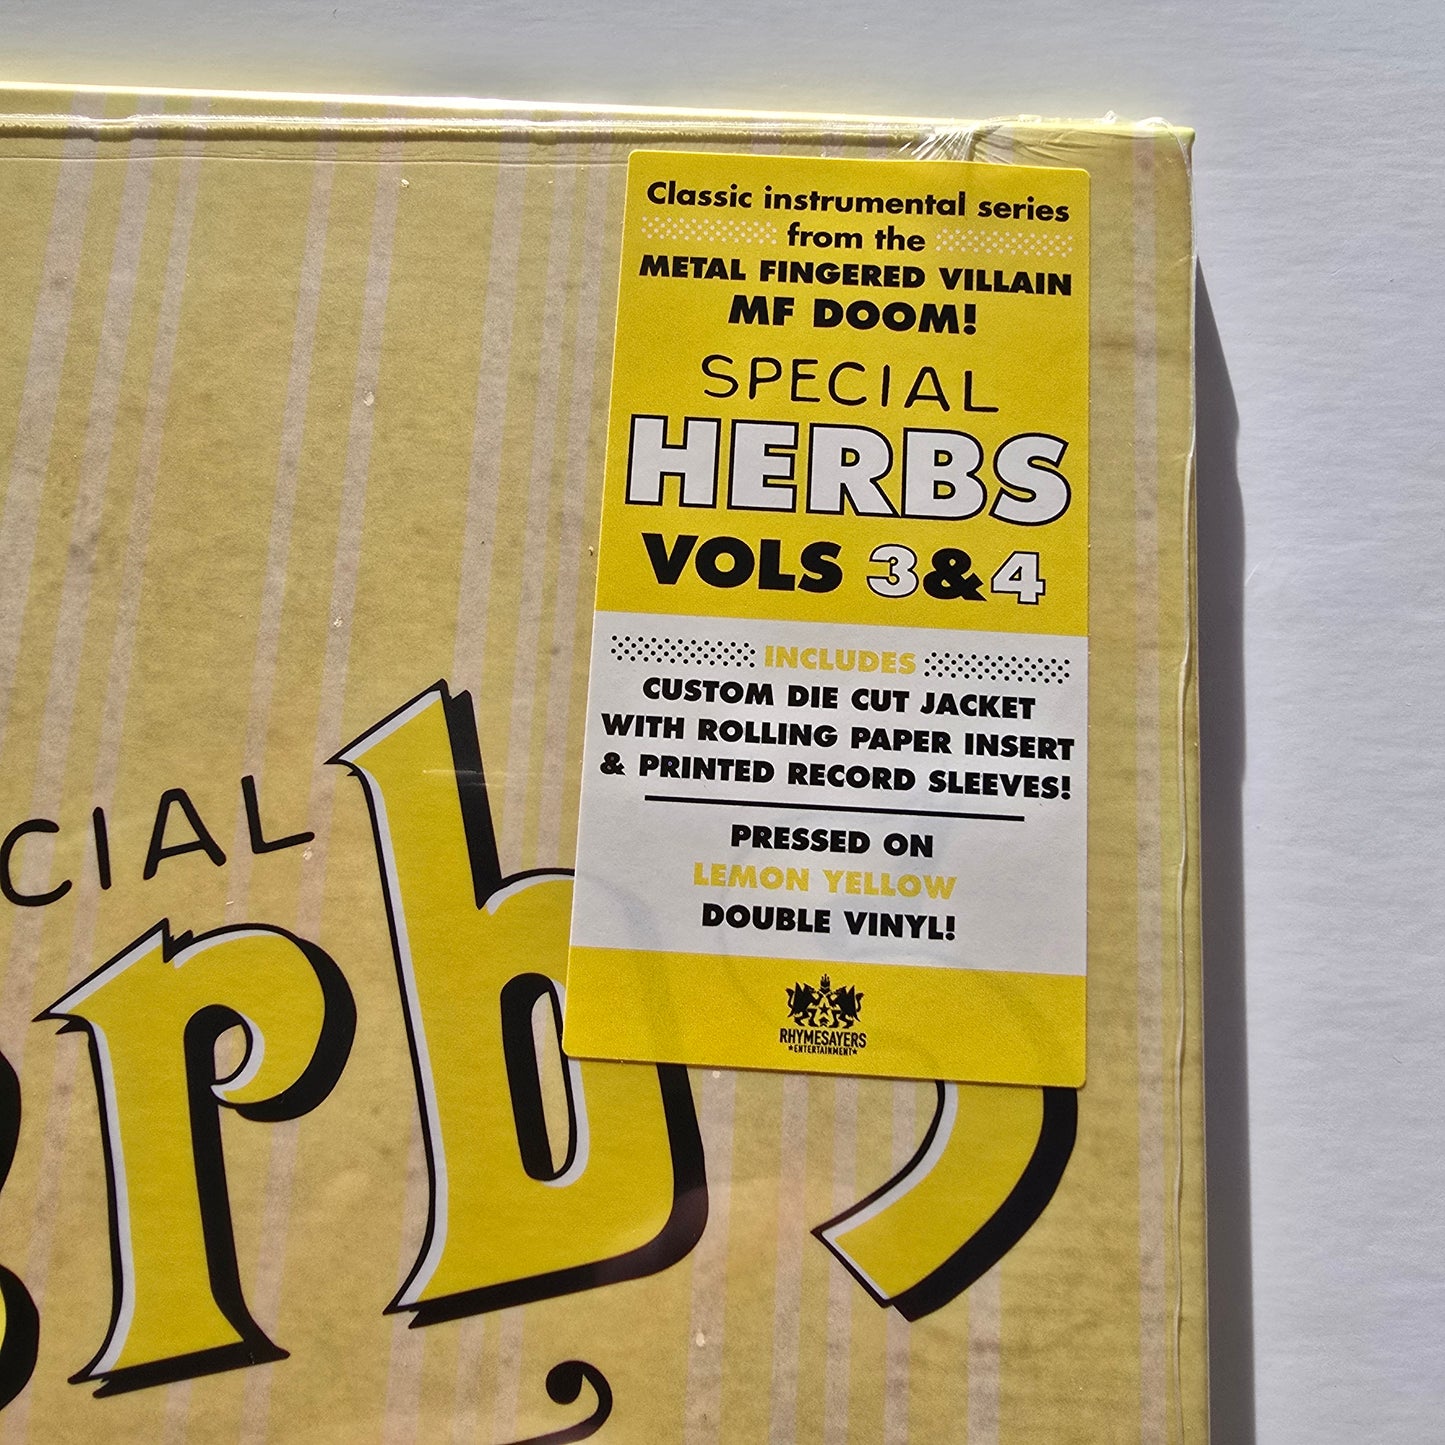 Classic instrumental series
from the
METAL FINGERED VILLAIN
MF DOOM!
SPECIAL
HERBS
VOLS 3&4
INCLUDES
CUSTOM DIE CUT JACKET
WITH ROLLING PAPER INSERT
& PRINTED RECORD SLEEVES!
PRESSED ON
LEMON YELLOW
DOUBLE VINYL!
RHYMESAYERS
★ENTERTAINMENT★
CIAL
erbs